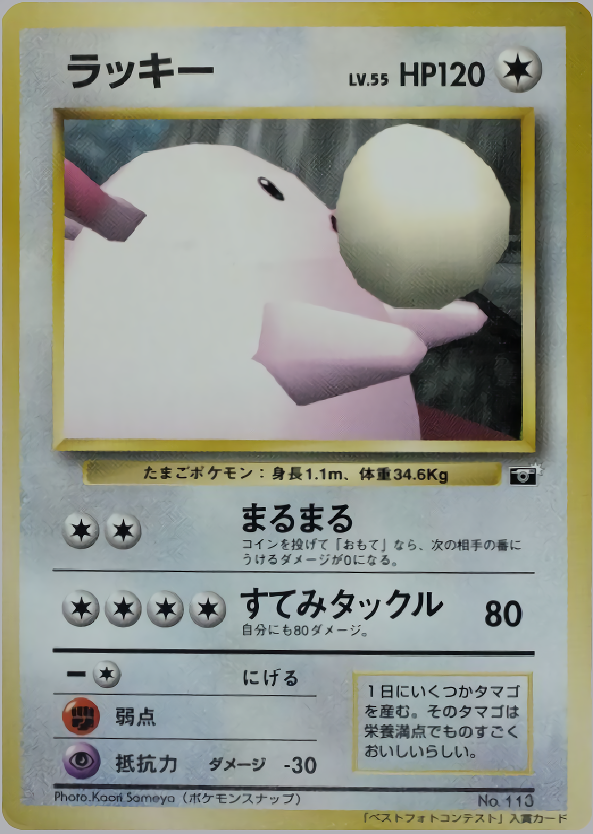 ラッキー LV.55 HP120
たまごポケモン：身長1.1m、体重34.6Kg
まるまる
コインを投げて「おもて」なら、次の相手の番に
うけるダメージが0になる。
すてみタックル 80
自分にも80ダメージ。
ー にげる
弱点
抵抗力 ダメージ -30
１日にいくつかタマゴ
を産む。そのタマゴは
栄養満点でものすごく
おいしいらしい。
Photo.Kaori Sameya（ポケモンスナップ） No. 113
「ベストフォトコンテスト」入賞カード